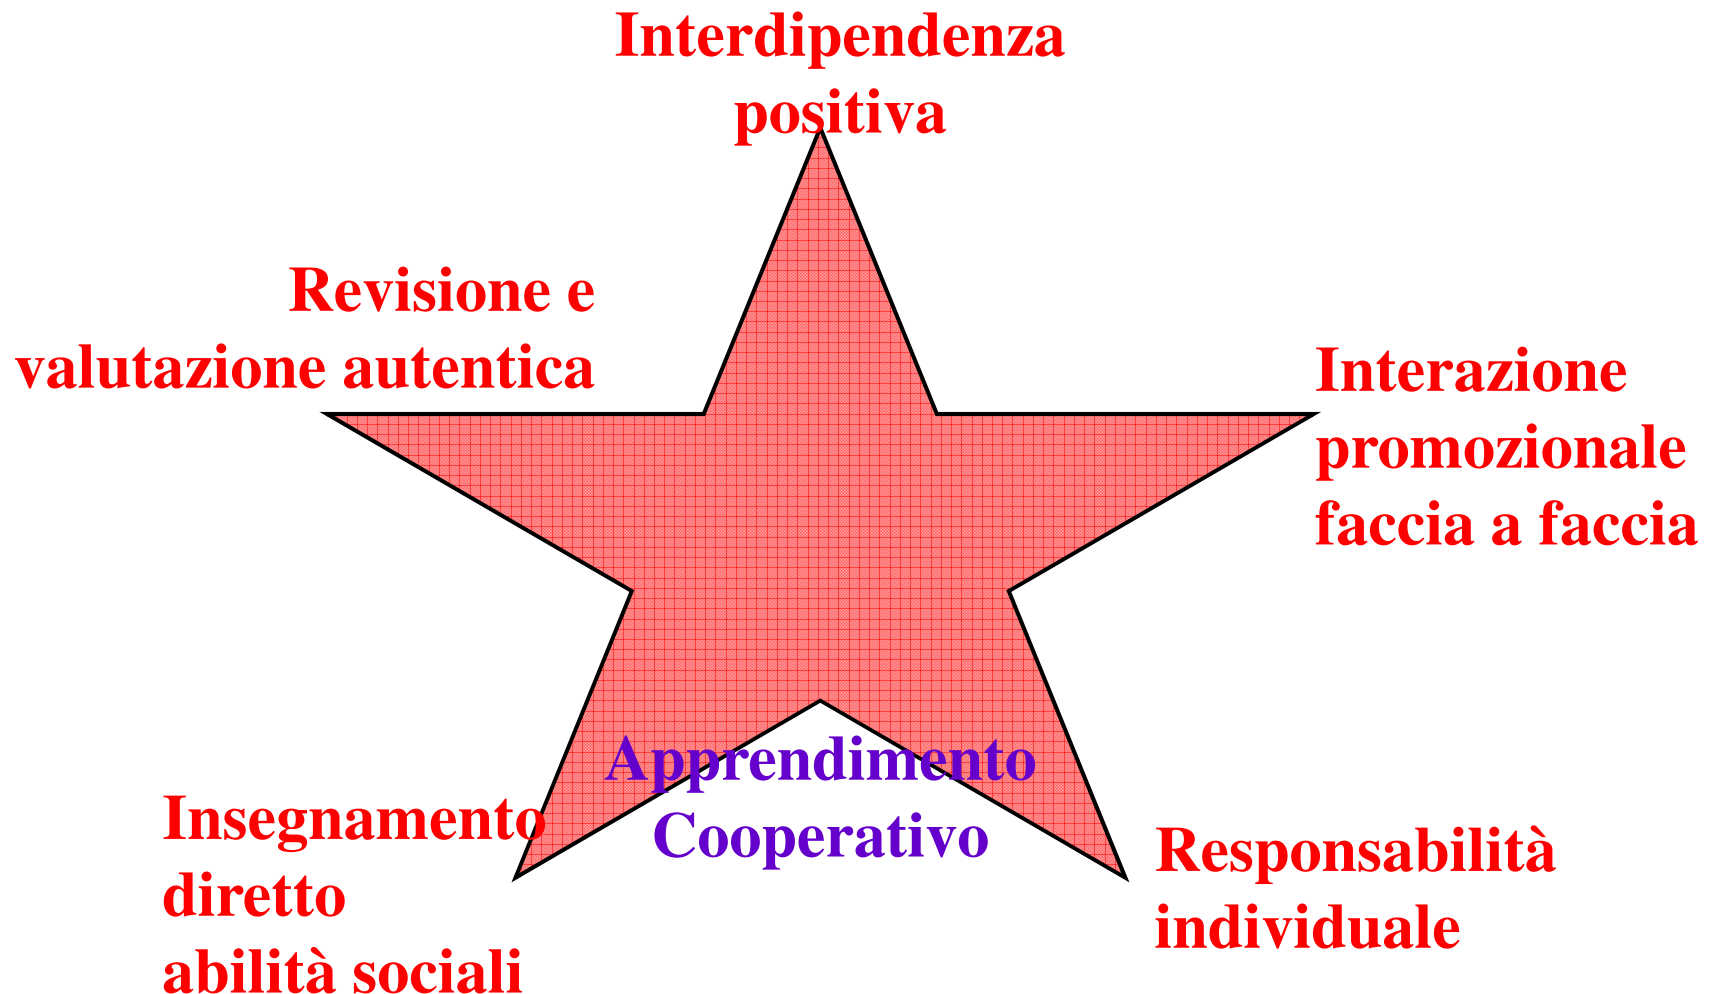 Interdipendenza
positiva
Revisione e
valutazione autentica
Interazione
promozionale
faccia a faccia
Apprendimento
Cooperativo
Insegnamento
diretto
abilità sociali
Responsabilità
individuale